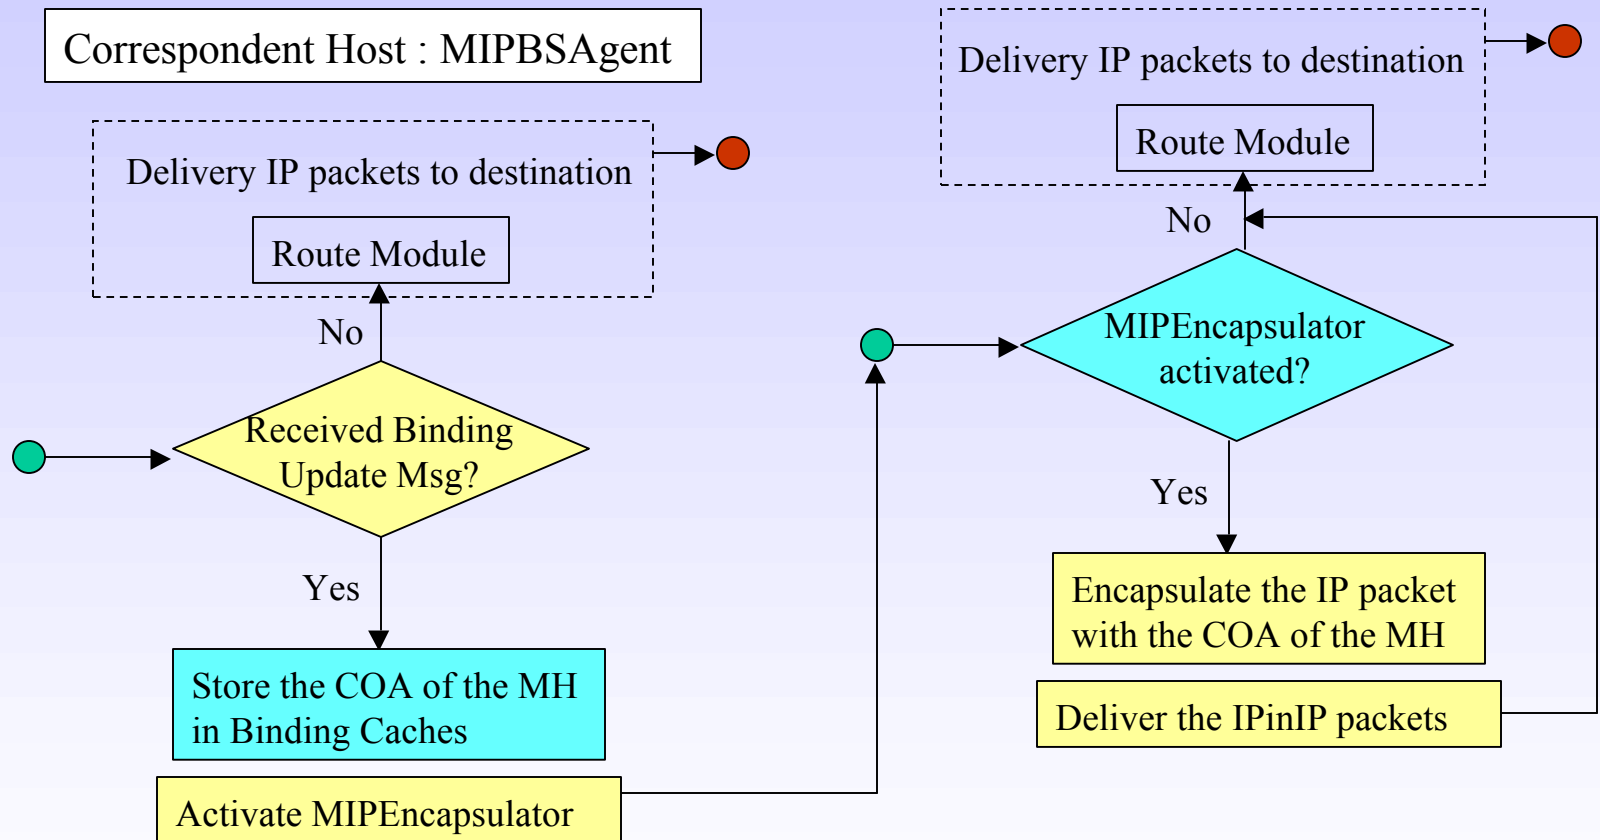 Correspondent Host : MIPBSAgent
Delivery IP packets to destination
Route Module
No
Received Binding
Update Msg?
Yes
Store the COA of the MH
in Binding Caches
Activate MIPEncapsulator
Delivery IP packets to destination
Route Module
No
MIPEncapsulator
activated?
Yes
Encapsulate the IP packet
with the COA of the MH
Deliver the IPinIP packets